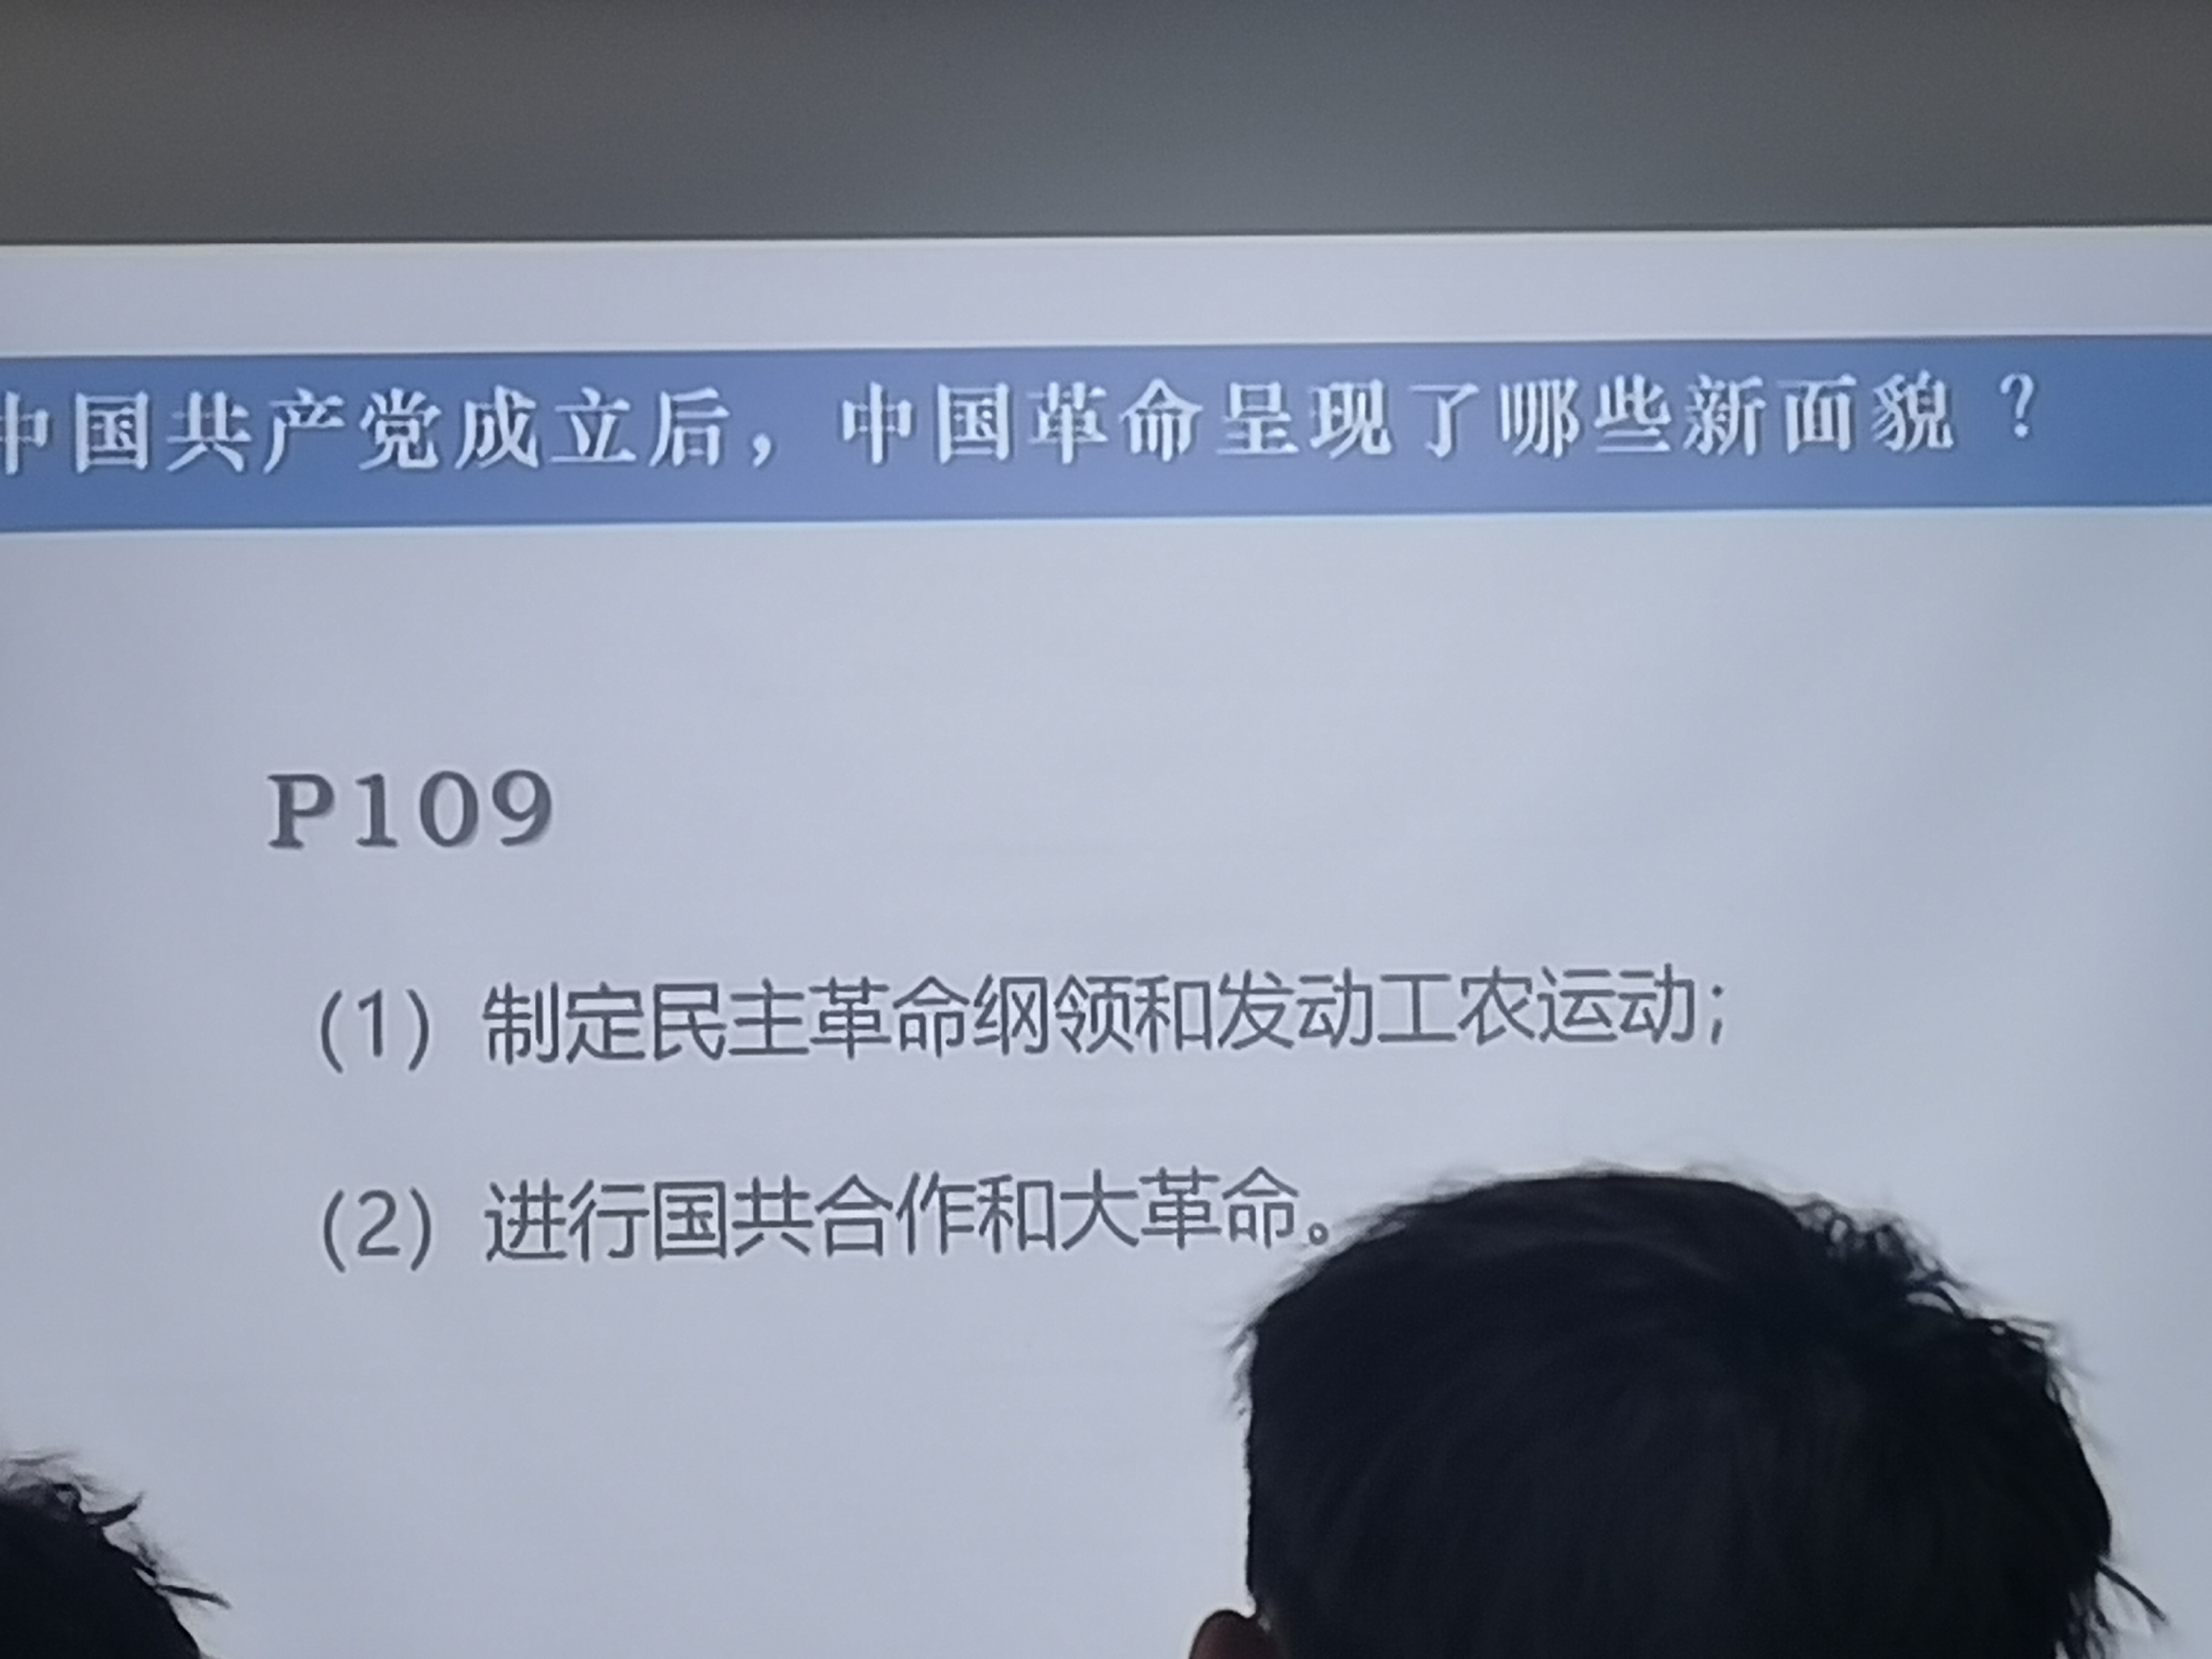 中国共产党成立后，中国革命呈现了哪些新面貌？
P109
(1) 制定民主革命纲领和发动工农运动；
(2) 进行国共合作和大革命。